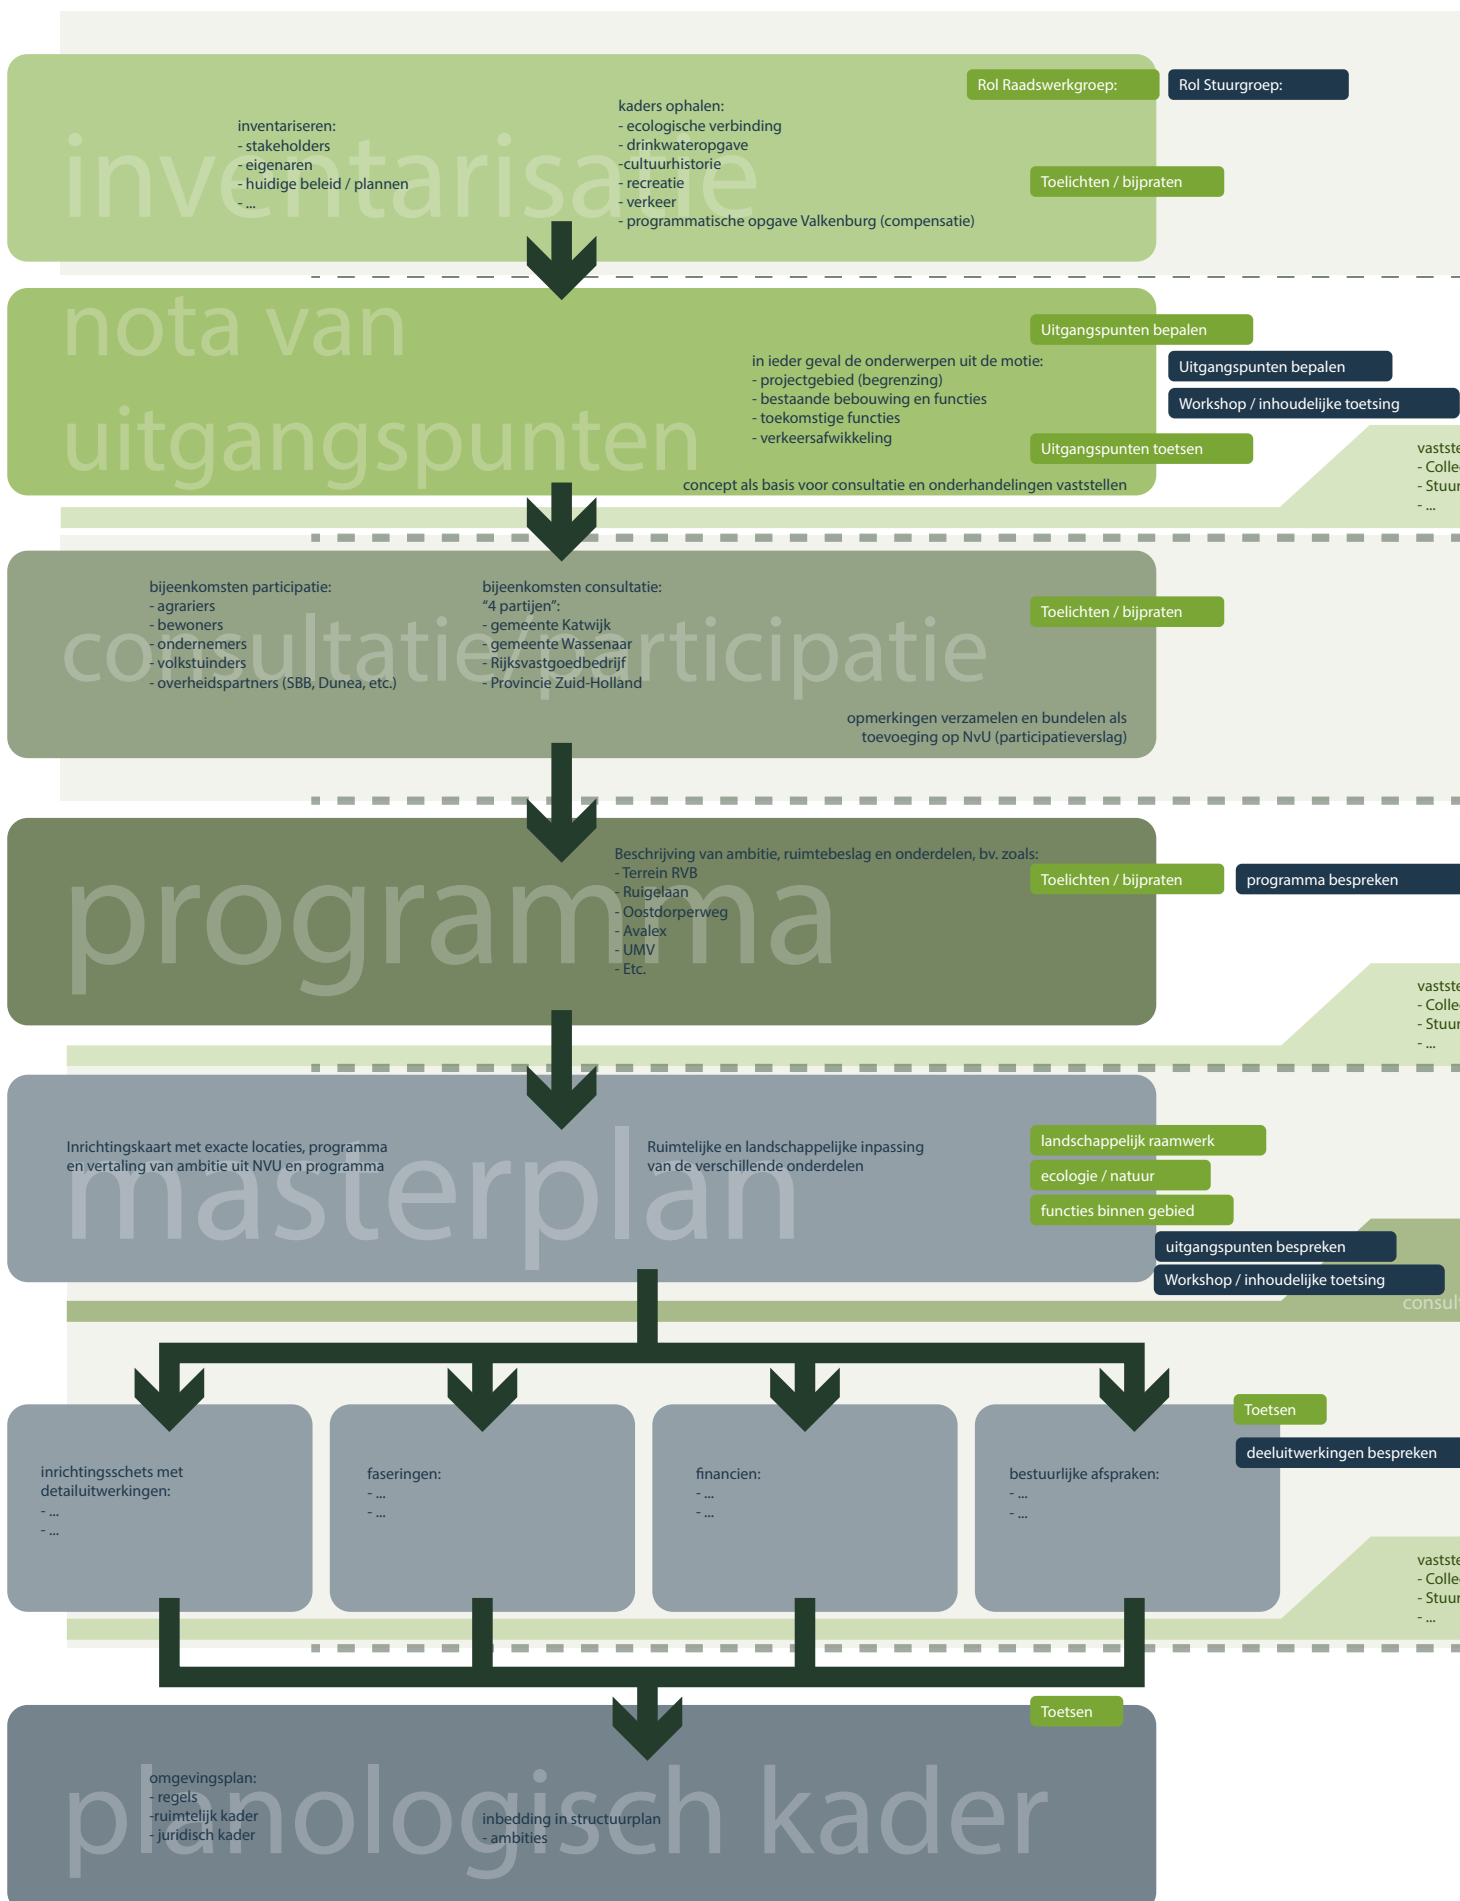 Rol Raadswerkgroep:
Rol Stuurgroep:
inventarisatie
inventariseren:
- stakeholders
- eigenaren
- huidige beleid / plannen
- ...
kaders ophalen:
- ecologische verbinding
- drinkwateropgave
-cultuurhistorie
- recreatie
- verkeer
- programmatische opgave Valkenburg (compensatie)
Toelichten / bijpraten
nota van
uitgangspunten
in ieder geval de onderwerpen uit de motie:
- projectgebied (begrenzing)
- bestaande bebouwing en functies
- toekomstige functies
- verkeersafwikkeling
concept als basis voor consultatie en onderhandelingen vaststellen
Uitgangspunten bepalen
Uitgangspunten bepalen
Workshop / inhoudelijke toetsing
Uitgangspunten toetsen
- ...
consultatie/participatie
bijeenkomsten participatie:
- agrariers
- bewoners
- ondernemers
- volkstuinders
- overheidspartners (SBB, Dunea, etc.)
bijeenkomsten consultatie:
“4 partijen”:
- gemeente Katwijk
- gemeente Wassenaar
- Rijksvastgoedbedrijf
- Provincie Zuid-Holland
opmerkingen verzamelen en bundelen als
toevoeging op NvU (participatieverslag)
Toelichten / bijpraten
programma
Beschrijving van ambitie, ruimtebeslag en onderdelen, bv. zoals:
- Terrein RVB
- Ruigelaan
- Oostdorperweg
- Avalex
- UMV
- Etc.
Toelichten / bijpraten
programma bespreken
- ...
masterplan
Inrichtingskaart met exacte locaties, programma
en vertaling van ambitie uit NVU en programma
Ruimtelijke en landschappelijke inpassing
van de verschillende onderdelen
landschappelijk raamwerk
ecologie / natuur
functies binnen gebied
uitgangspunten bespreken
Workshop / inhoudelijke toetsing
inrichtingsschets met
detailuitwerkingen:
- ...
- ...
faseringen:
- ...
- ...
financien:
- ...
- ...
bestuurlijke afspraken:
- ...
- ...
Toetsen
deeluitwerkingen bespreken
- ...
planologisch kader
omgevingsplan:
- regels
-ruimtelijk kader
- juridisch kader
inbedding in structuurplan
- ambities
Toetsen